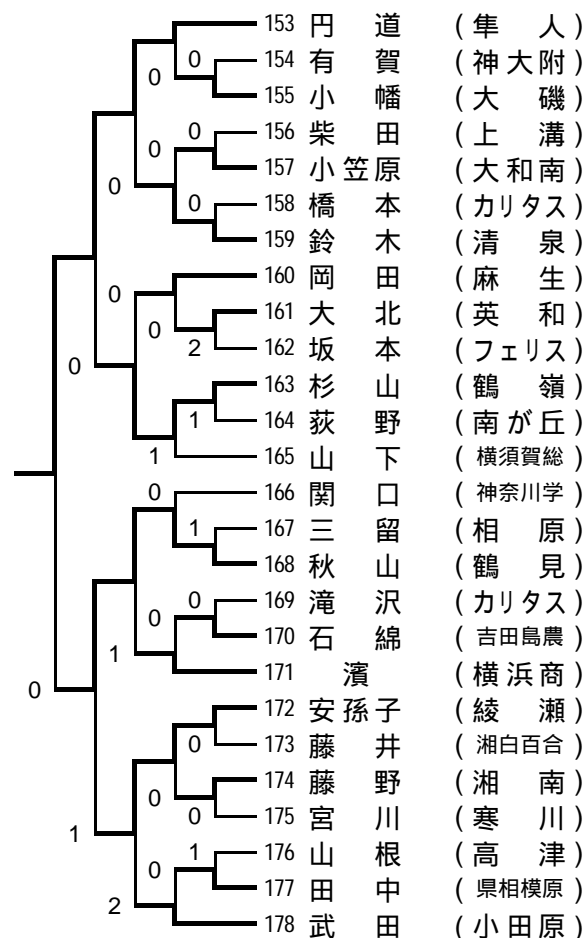 153 円道 (隼人)
0
0 154 有賀 (神大附)
155 小幡 (大磯)
0 156 柴田 (上溝)
0
157 小笠原 (大和南)
0
0 158 橋本 (カリタス)
159 鈴木 (清泉)
160 岡田 (麻生)
0
161 大北 (英和)
0
2 162 坂本 (フェリス)
0
163 杉山 (鶴嶺)
1 164 荻野 (南が丘)
1 165 山下 (横須賀総)
0 166 関口 (神奈川学)
1 167 三留 (相原)
168 秋山 (鶴見)
0 169 滝沢 (カリタス)
0
170 石綿 (吉田島農)
1
171 濱 (横浜商)
0
172 安孫子 (綾瀬)
0 173 藤井 (湘白百合)
174 藤野 (湘南)
0
0 175 宮川 (寒川)
1
1 176 山根 (高津)
0
177 田中 (県相模原)
2
178 武田 (小田原)